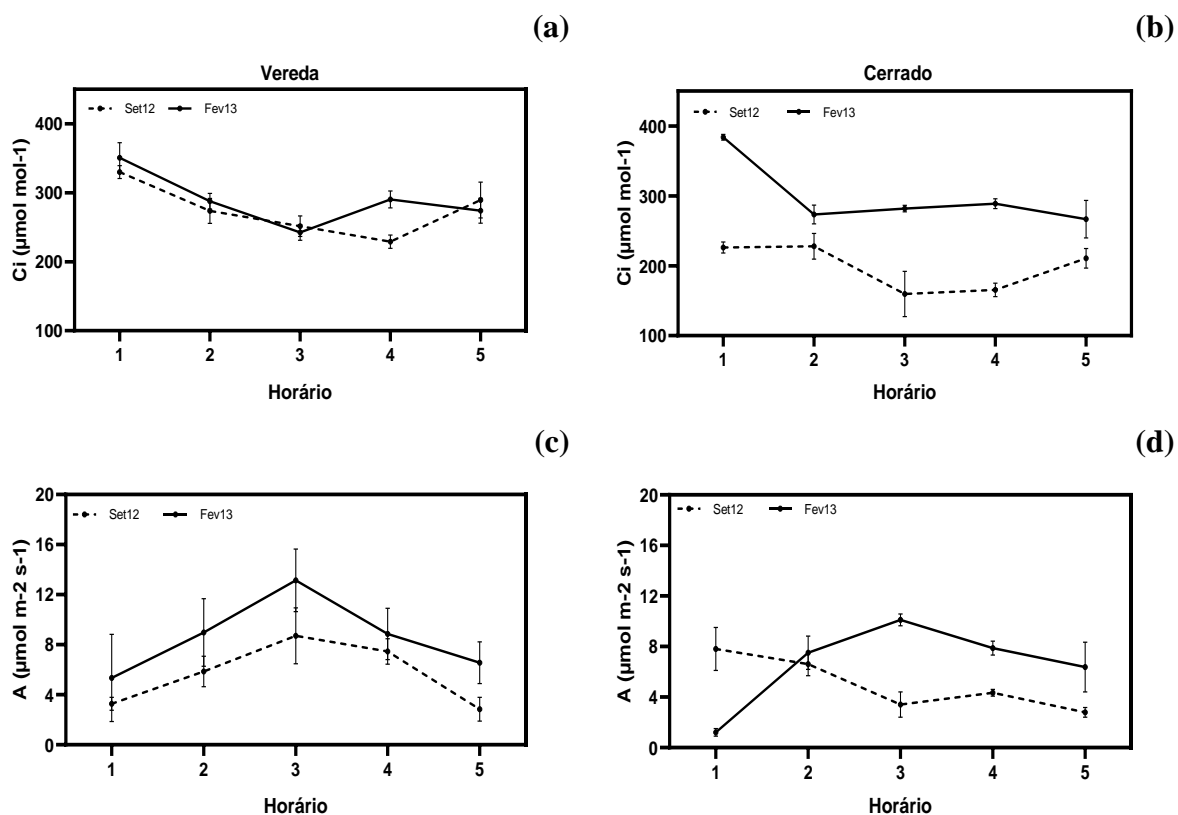 (a)
Vereda
Set12 Fev13
Ci (µmol mol-1)
400
300
200
100
1 2 3 4 5
Horário
(b)
Cerrado
Set12 Fev13
Ci (µmol mol-1)
400
300
200
100
1 2 3 4 5
Horário
(c)
Set12 Fev13
A (µmol m-2 s-1)
20
16
12
8
4
0
1 2 3 4 5
Horário
(d)
Set12 Fev13
A (µmol m-2 s-1)
20
16
12
8
4
0
1 2 3 4 5
Horário